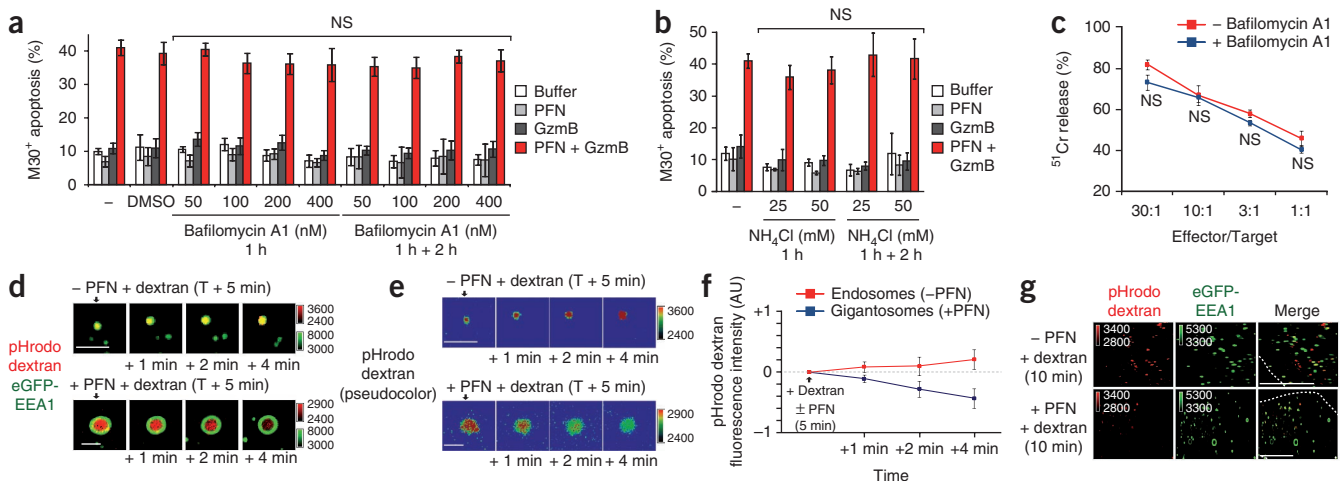 a
NS
M30+ apoptosis (%)
50
40
30
20
10
0
Buffer
PFN
GzmB
PFN + GzmB
– DMSO 50 100 200 400 50 100 200 400
Bafilomycin A1 (nM)
1 h
Bafilomycin A1 (nM)
1 h + 2 h
b
NS
M30+ apoptosis (%)
50
40
30
20
10
0
Buffer
PFN
GzmB
PFN +
GzmB
– 25 50 25 50
NH4Cl (mM)
1 h
NH4Cl (mM)
1 h + 2 h
c
– Bafilomycin A1
+ Bafilomycin A1
51Cr release (%)
100
80
60
40
20
NS
NS
NS
NS
30:1 10:1 3:1 1:1
Effector/Target
d
– PFN + dextran (T + 5 min)
3600
2400
8000
3000
+ 1 min + 2 min + 4 min
pHrodo
dextran
eGFP-
EEA1
+ PFN + dextran (T + 5 min)
2900
2400
8000
3000
+ 1 min + 2 min + 4 min
e
– PFN + dextran (T + 5 min)
3600
2400
+ 1 min + 2 min + 4 min
pHrodo
dextran
(pseudocolor)
+ PFN + dextran (T + 5 min)
2900
2400
+ 1 min + 2 min + 4 min
f
Endosomes (–PFN)
Gigantosomes (+PFN)
pHrodo dextran
fluorescence intensity (AU)
+1
0
–1
+ Dextran
± PFN
(5 min)
+1 min +2 min +4 min
Time
g
pHrodo
dextran
eGFP-
EEA1
Merge
– PFN
+ dextran
(10 min)
3400
2800
5300
3300
+ PFN
+ dextran
(10 min)
3400
2800
5300
3300